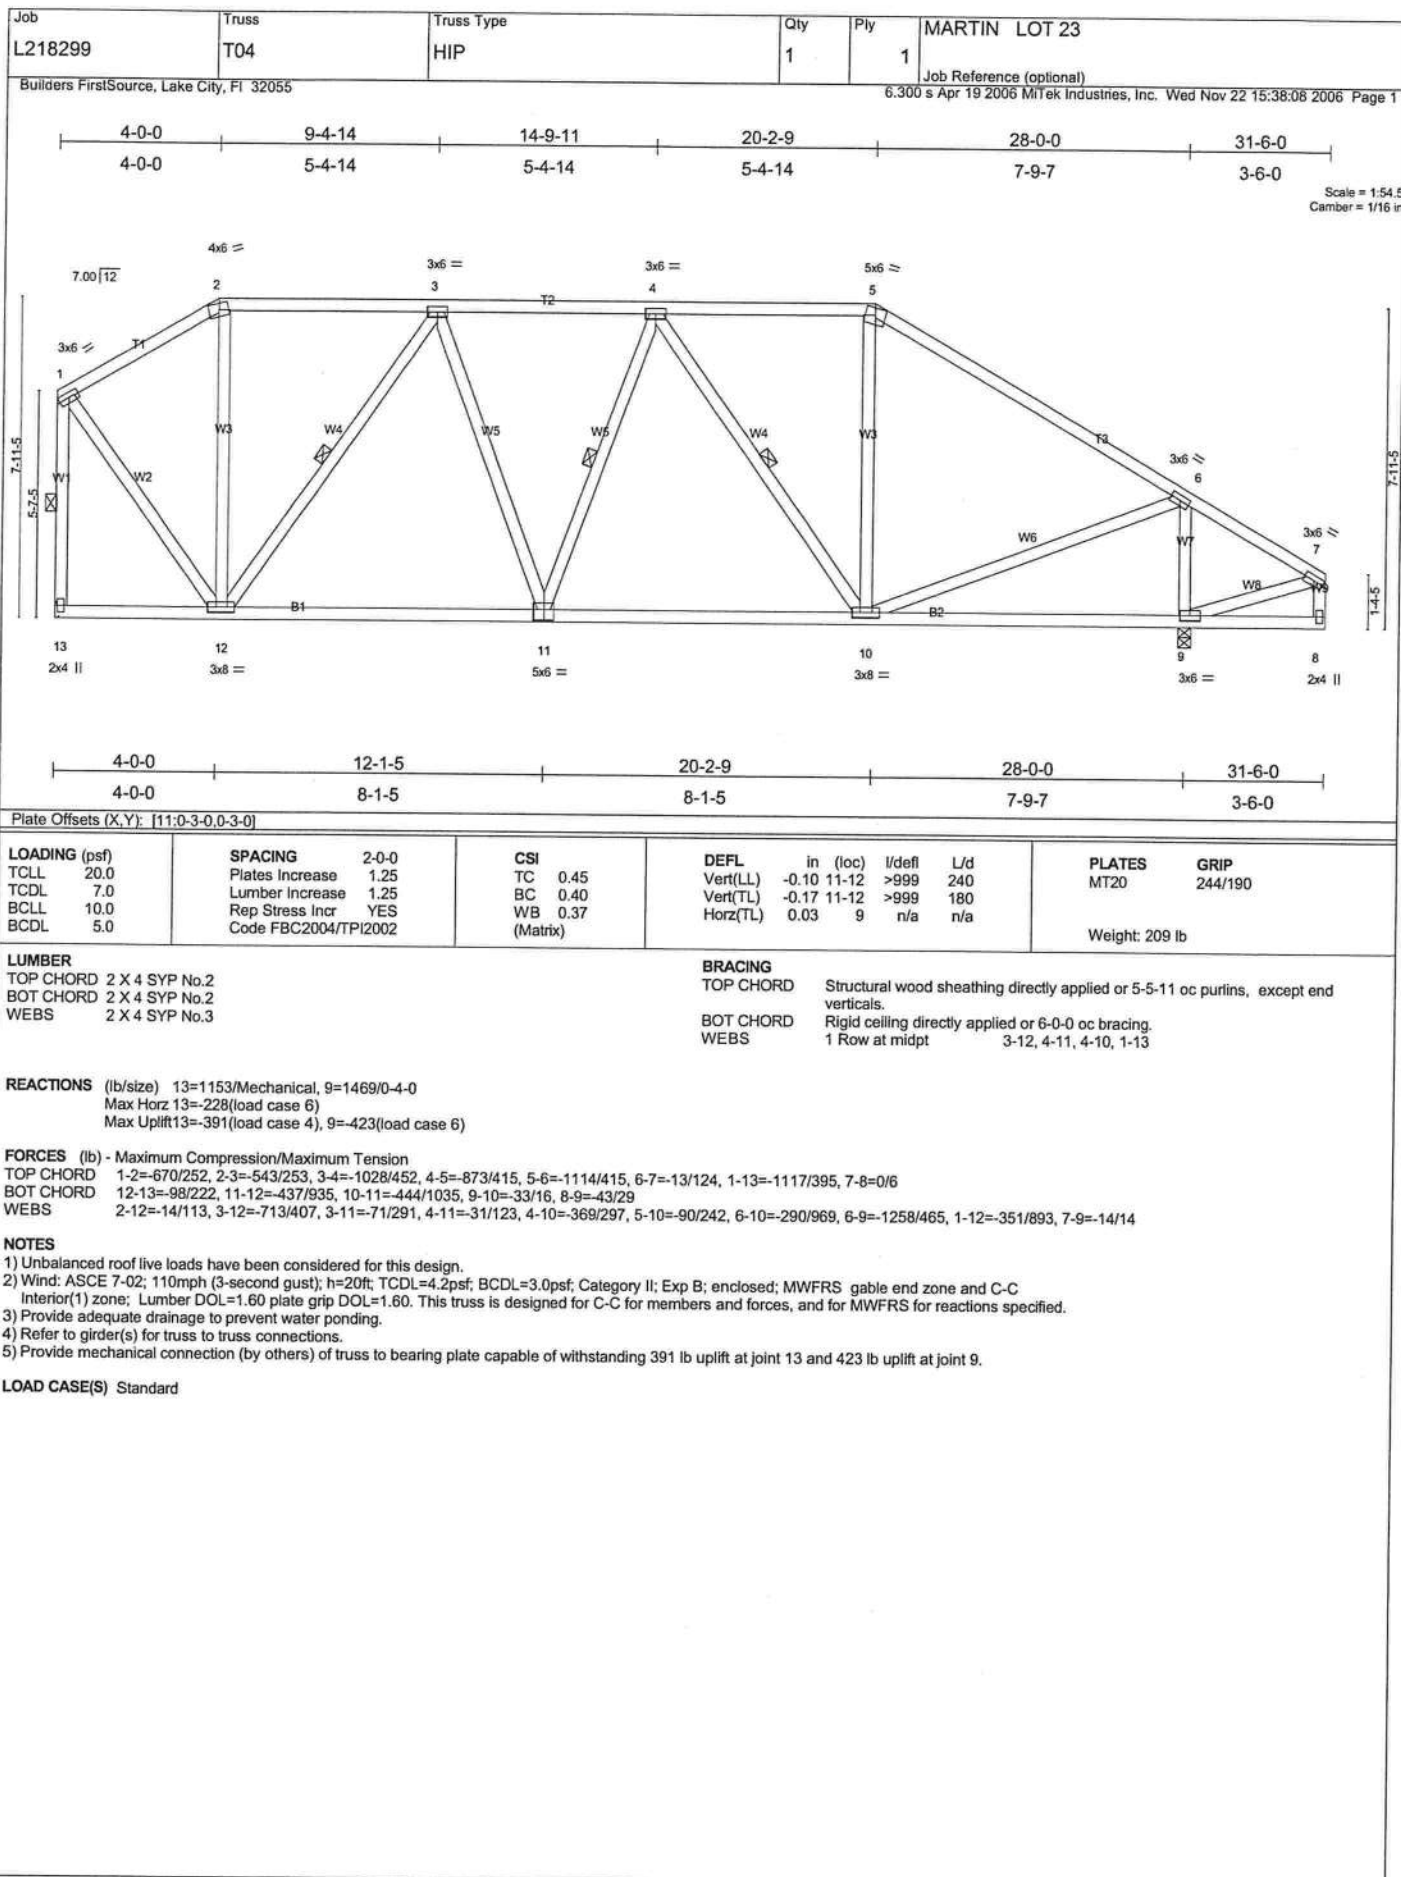 Job Truss Truss Type Qty Ply MARTIN LOT 23
L218299 T04 HIP 1 1
Job Reference (optional)
Builders FirstSource, Lake City, Fl 32055 6.300 s Apr 19 2006 MiTek Industries, Inc. Wed Nov 22 15:38:08 2006 Page 1
4-0-0 9-4-14 14-9-11 20-2-9 28-0-0 31-6-0
4-0-0 5-4-14 5-4-14 5-4-14 7-9-7 3-6-0
Scale = 1:54.5
Camber = 1/16 in
4x6 =
3x6 = 3x6 = 5x6 =
7.00 12
2 3 4 5
T2
3x6 =
T1
1
W3 W4 W5 W5 W4 W3 T3
3x6 =
6
7-11-5
5-7-5
W1 W2
7-11-5
W6 W7
3x6 =
7
W8 W9
1-4-5
B1 B2
13 12 11 10 9 8
2x4 || 3x8 = 5x6 = 3x8 = 3x6 = 2x4 ||
4-0-0 12-1-5 20-2-9 28-0-0 31-6-0
4-0-0 8-1-5 8-1-5 7-9-7 3-6-0
Plate Offsets (X,Y): [11:0-3-0,0-3-0]
LOADING (psf) SPACING 2-0-0 CSI DEFL in (loc) l/defl L/d PLATES GRIP
TCLL 20.0 Plates Increase 1.25 TC 0.45 Vert(LL) -0.10 11-12 >999 240 MT20 244/190
TCDL 7.0 Lumber Increase 1.25 BC 0.40 Vert(TL) -0.17 11-12 >999 180
BCLL 10.0 Rep Stress Incr YES WB 0.37 Horz(TL) 0.03 9 n/a n/a
BCDL 5.0 Code FBC2004/TPI2002 (Matrix) Weight: 209 lb
LUMBER
TOP CHORD 2 X 4 SYP No.2
BOT CHORD 2 X 4 SYP No.2
WEBS 2 X 4 SYP No.3
BRACING
TOP CHORD Structural wood sheathing directly applied or 5-5-11 oc purlins, except end
verticals.
BOT CHORD Rigid ceiling directly applied or 6-0-0 oc bracing.
WEBS 1 Row at midpt 3-12, 4-11, 4-10, 1-13
REACTIONS (lb/size) 13=1153/Mechanical, 9=1469/0-4-0
Max Horz 13=-228(load case 6)
Max Uplift13=-391(load case 4), 9=-423(load case 6)
FORCES (lb) - Maximum Compression/Maximum Tension
TOP CHORD 1-2=-670/252, 2-3=-543/253, 3-4=-1028/452, 4-5=-873/415, 5-6=-1114/415, 6-7=-13/124, 1-13=-1117/395, 7-8=0/6
BOT CHORD 12-13=-98/222, 11-12=-437/935, 10-11=-444/1035, 9-10=-33/16, 8-9=-43/29
WEBS 2-12=-14/113, 3-12=-713/407, 3-11=-71/291, 4-11=-31/123, 4-10=-369/297, 5-10=-90/242, 6-10=-290/969, 6-9=-1258/465, 1-12=-351/893, 7-9=-14/14
NOTES
1) Unbalanced roof live loads have been considered for this design.
2) Wind: ASCE 7-02; 110mph (3-second gust); h=20ft; TCDL=4.2psf; BCDL=3.0psf; Category II; Exp B; enclosed; MWFRS gable end zone and C-C
Interior(1) zone; Lumber DOL=1.60 plate grip DOL=1.60. This truss is designed for C-C for members and forces, and for MWFRS for reactions specified.
3) Provide adequate drainage to prevent water ponding.
4) Refer to girder(s) for truss to truss connections.
5) Provide mechanical connection (by others) of truss to bearing plate capable of withstanding 391 lb uplift at joint 13 and 423 lb uplift at joint 9.
LOAD CASE(S) Standard